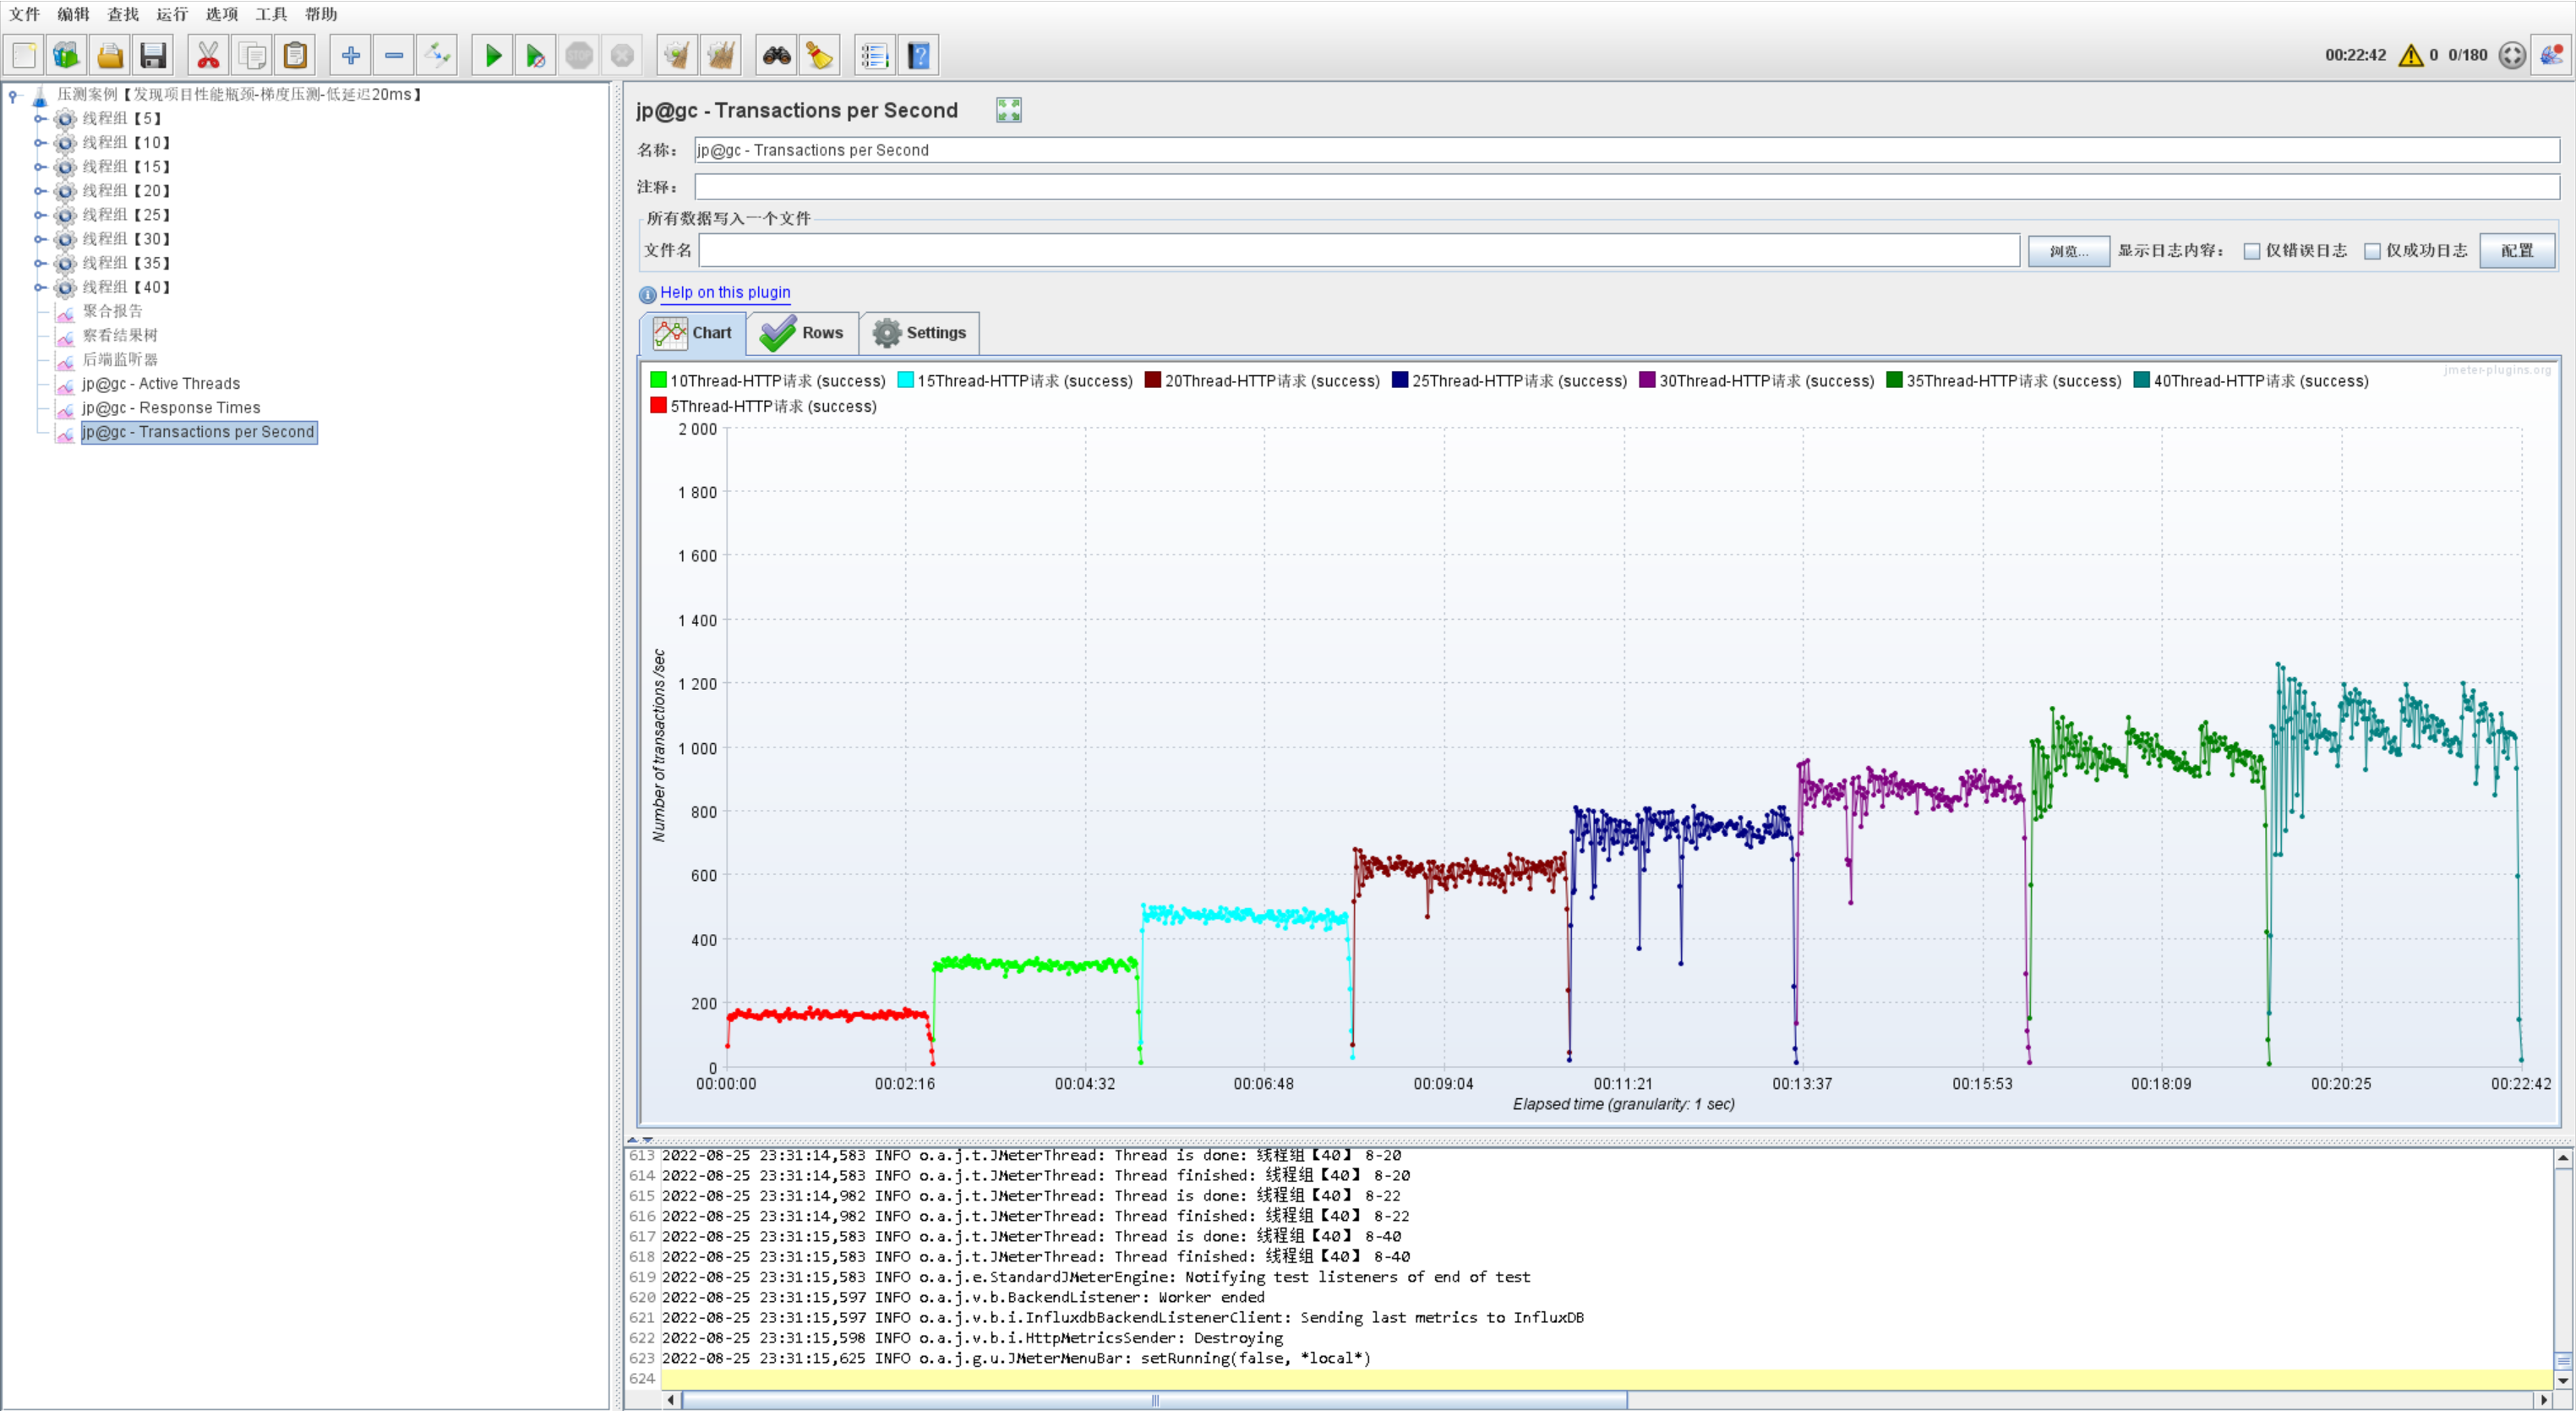 文件 编辑 查找 运行 选项 工具 帮助
STOP
00:22:42 0 0/180
压测案例【发现项目性能瓶颈-梯度压测-低延迟20ms】
线程组【5】
线程组【10】
线程组【15】
线程组【20】
线程组【25】
线程组【30】
线程组【35】
线程组【40】
聚合报告
察看结果树
后端监听器
jp@gc - Active Threads
jp@gc - Response Times
jp@gc - Transactions per Second
jp@gc - Transactions per Second
名称： jp@gc - Transactions per Second
注释：
所有数据写入一个文件
文件名 浏览... 显示日志内容： 仅错误日志 仅成功日志 配置
Help on this plugin
Chart Rows Settings
10Thread-HTTP请求 (success) 15Thread-HTTP请求 (success) 20Thread-HTTP请求 (success) 25Thread-HTTP请求 (success) 30Thread-HTTP请求 (success) 35Thread-HTTP请求 (success) 40Thread-HTTP请求 (success)
jmeter-plugins.org
5Thread-HTTP请求 (success)
2 000
1 800
1 600
1 400
1 200
1 000
800
600
400
200
0
Number of transactions /sec
00:00:00 00:02:16 00:04:32 00:06:48 00:09:04 00:11:21 00:13:37 00:15:53 00:18:09 00:20:25 00:22:42
Elapsed time (granularity: 1 sec)
613 2022-08-25 23:31:14,583 INFO o.a.j.t.JMeterThread: Thread is done: 线程组【40】 8-20
614 2022-08-25 23:31:14,583 INFO o.a.j.t.JMeterThread: Thread finished: 线程组【40】 8-20
615 2022-08-25 23:31:14,982 INFO o.a.j.t.JMeterThread: Thread is done: 线程组【40】 8-22
616 2022-08-25 23:31:14,982 INFO o.a.j.t.JMeterThread: Thread finished: 线程组【40】 8-22
617 2022-08-25 23:31:15,583 INFO o.a.j.t.JMeterThread: Thread is done: 线程组【40】 8-40
618 2022-08-25 23:31:15,583 INFO o.a.j.t.JMeterThread: Thread finished: 线程组【40】 8-40
619 2022-08-25 23:31:15,583 INFO o.a.j.e.StandardJMeterEngine: Notifying test listeners of end of test
620 2022-08-25 23:31:15,597 INFO o.a.j.v.b.BackendListener: Worker ended
621 2022-08-25 23:31:15,597 INFO o.a.j.v.b.i.InfluxdbBackendListenerClient: Sending last metrics to InfluxDB
622 2022-08-25 23:31:15,598 INFO o.a.j.v.b.i.HttpMetricsSender: Destroying
623 2022-08-25 23:31:15,625 INFO o.a.j.g.u.JMeterMenuBar: setRunning(false, *local*)
624